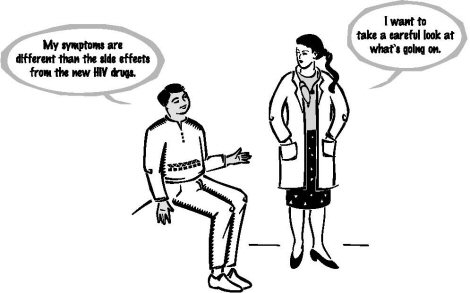 My symptoms are
different than the side effects
from the new HIV drugs.
I want to
take a careful look at
what's going on.